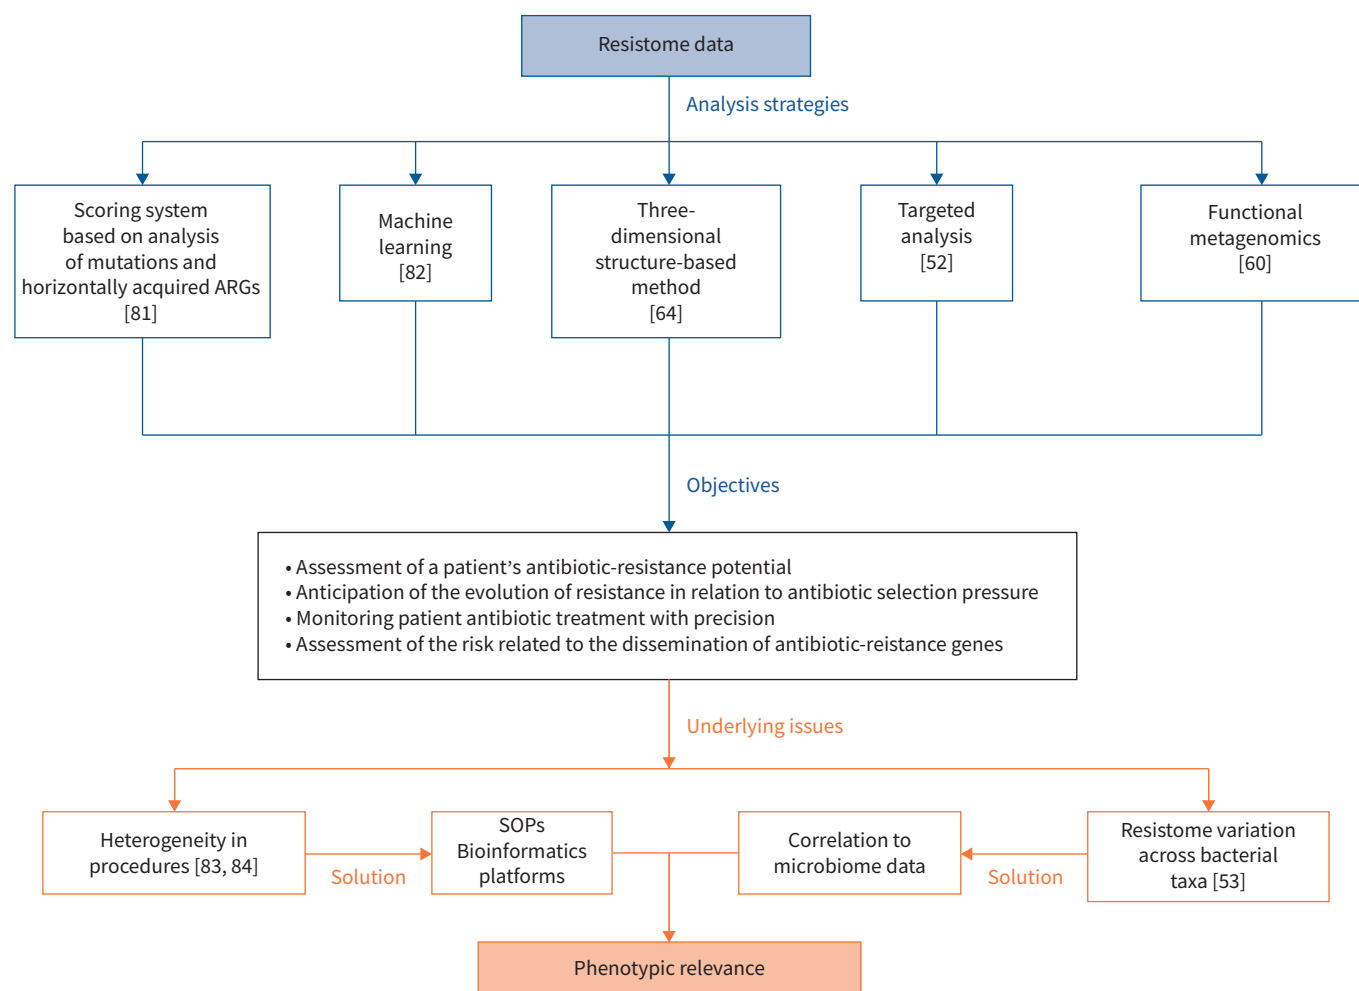 Resistome data
Analysis strategies
Scoring system
based on analysis
of mutations and
horizontally acquired ARGs
[81]
Machine
learning
[82]
Three-
dimensional
structure-based
method
[64]
Targeted
analysis
[52]
Functional
metagenomics
[60]
Objectives
• Assessment of a patient’s antibiotic-resistance potential
• Anticipation of the evolution of resistance in relation to antibiotic selection pressure
• Monitoring patient antibiotic treatment with precision
• Assessment of the risk related to the dissemination of antibiotic-reistance genes
Underlying issues
Heterogeneity in
procedures [83, 84]
Solution
SOPs
Bioinformatics
platforms
Correlation to
microbiome data
Solution
Resistome variation
across bacterial
taxa [53]
Phenotypic relevance